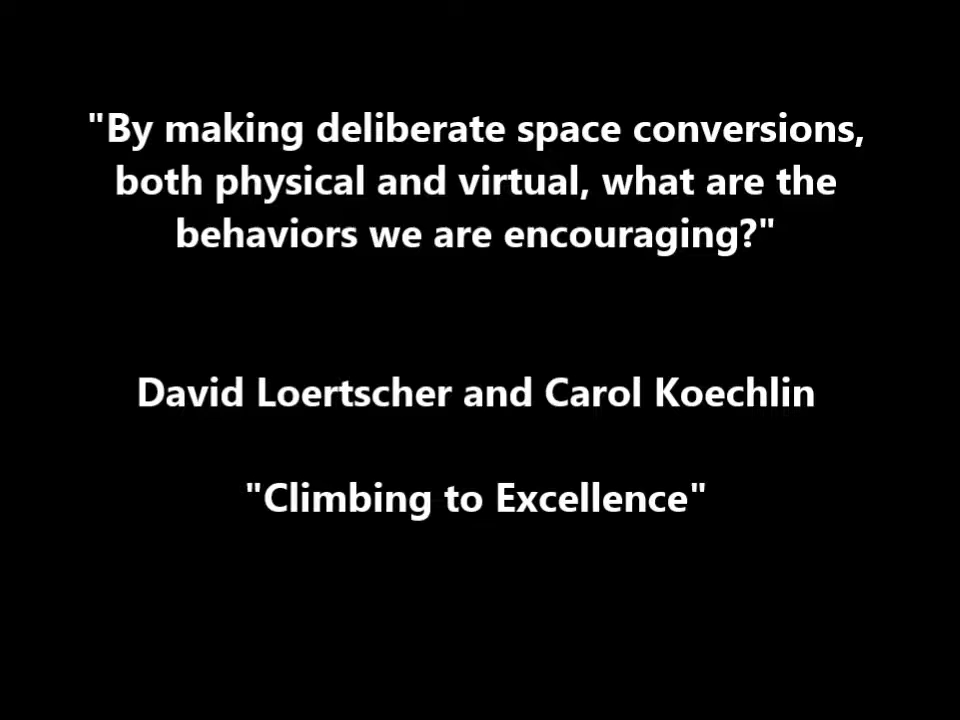 "By making deliberate space conversions,
both physical and virtual, what are the
behaviors we are encouraging?"
David Loertscher and Carol Koechlin
"Climbing to Excellence"